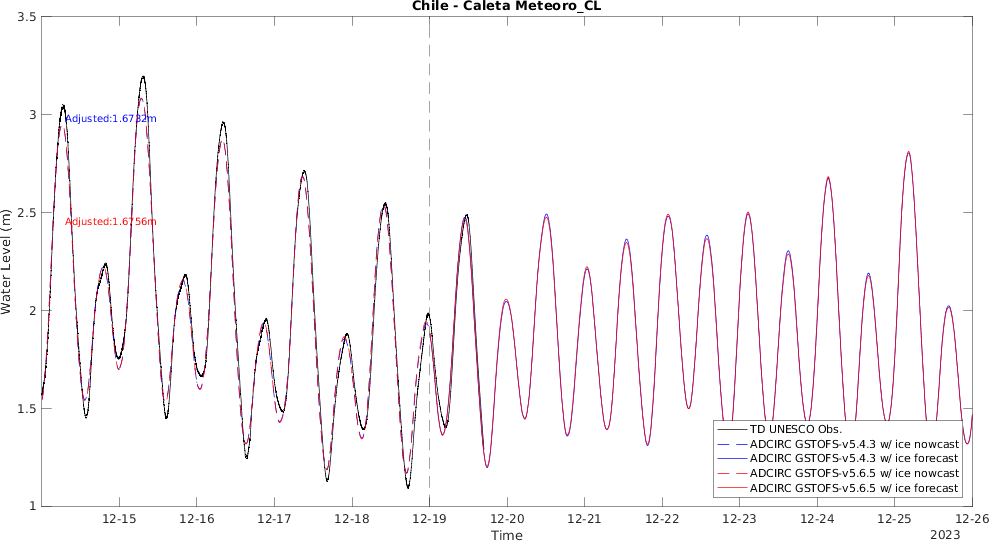 Chile - Caleta Meteoro_CL
3.5
3
2.5
2
1.5
1
Water Level (m)
Adjusted:1.6732m
Adjusted:1.6756m
TD UNESCO Obs.
ADCIRC GSTOFS-v5.4.3 w/ ice nowcast
ADCIRC GSTOFS-v5.4.3 w/ ice forecast
ADCIRC GSTOFS-v5.6.5 w/ ice nowcast
ADCIRC GSTOFS-v5.6.5 w/ ice forecast
12-15 12-16 12-17 12-18 12-19 12-20 12-21 12-22 12-23 12-24 12-25 12-26
Time
2023